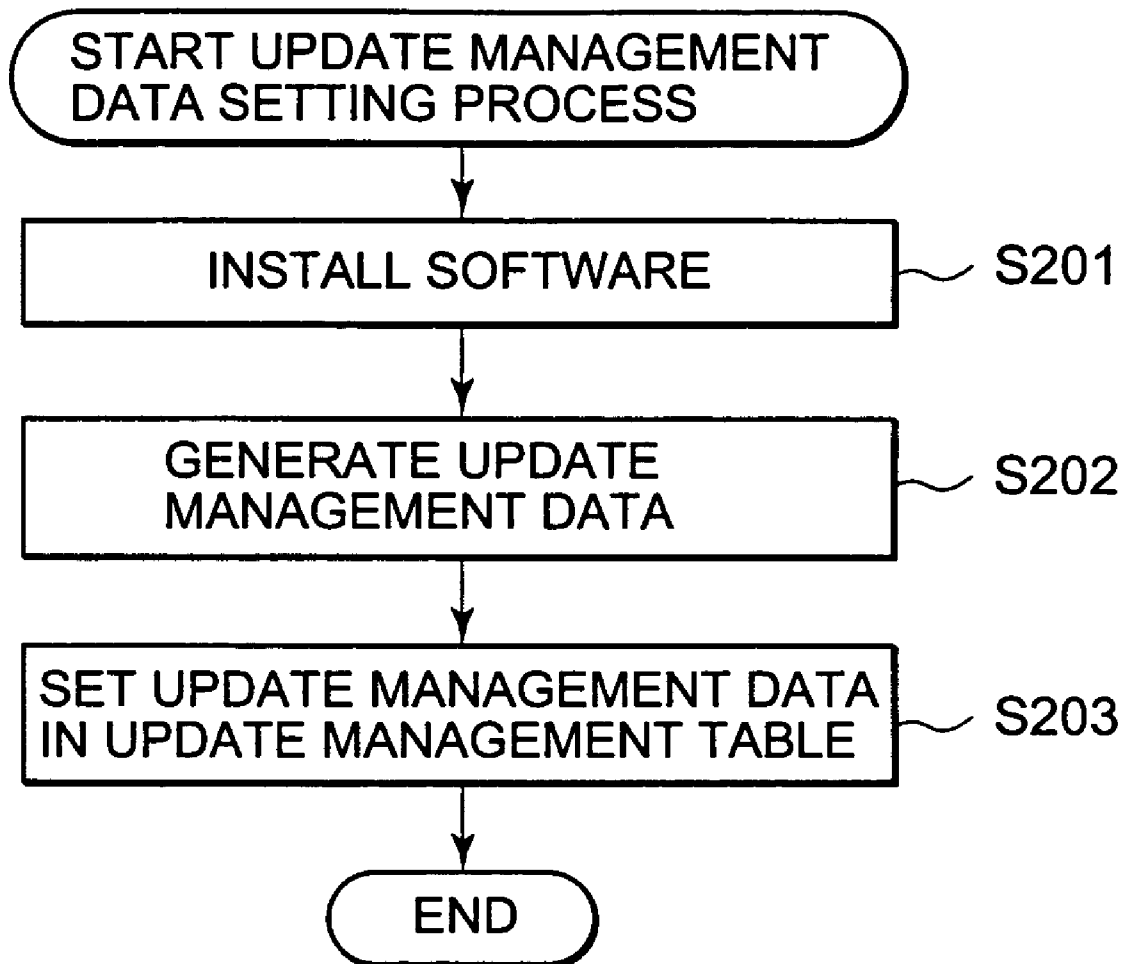 START UPDATE MANAGEMENT
DATA SETTING PROCESS
INSTALL SOFTWARE
S201
GENERATE UPDATE
MANAGEMENT DATA
S202
SET UPDATE MANAGEMENT DATA
IN UPDATE MANAGEMENT TABLE
S203
END